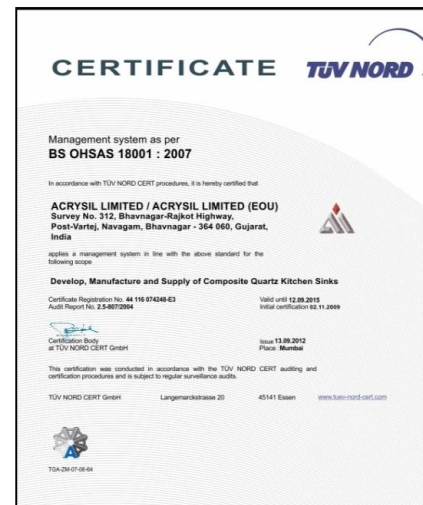 CERTIFICATE
TÜV NORD
Management system as per
BS OHSAS 18001 : 2007
In accordance with TÜV NORD CERT procedures, it is hereby certified that
ACRYSIL LIMITED / ACRYSIL LIMITED (EOU)
Survey No. 312, Bhavnagar-Rajkot Highway,
Post-Vartej, Navagam, Bhavnagar - 364 060, Gujarat,
India
applies a management system in line with the above standard for the
following scope
Develop, Manufacture and Supply of Composite Quartz Kitchen Sinks
Certificate Registration No. 44 116 074248-E3
Valid until 12.09.2015
Audit Report No. 2.5-807/2004
Initial certification 02.11.2009
Certification Body
at TÜV NORD CERT GmbH
Issue 13.09.2012
Place :Mumbai
This certification was conducted in accordance with the TÜV NORD CERT auditing and
certification procedures and is subject to regular surveillance audits.
TÜV NORD CERT GmbH Langemarckstrasse 20 45141 Essen www.tuev-nord-cert.com
A
TGA-ZM-07-06-64